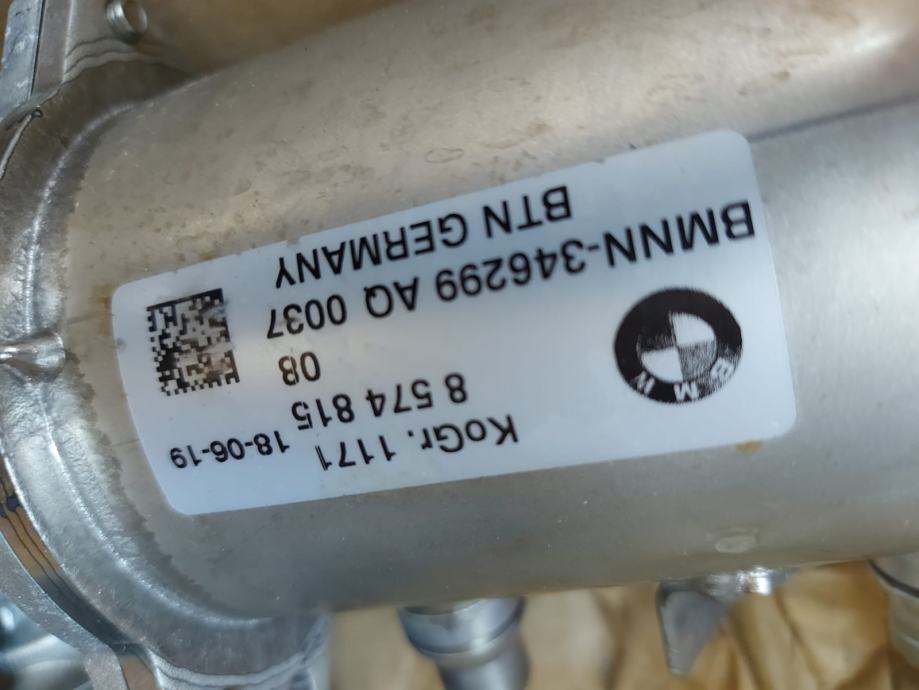 KoGr. 1171 18-06-19
8 574 815
08
BMNN-346299 AQ 0037
BTN GERMANY
BMW